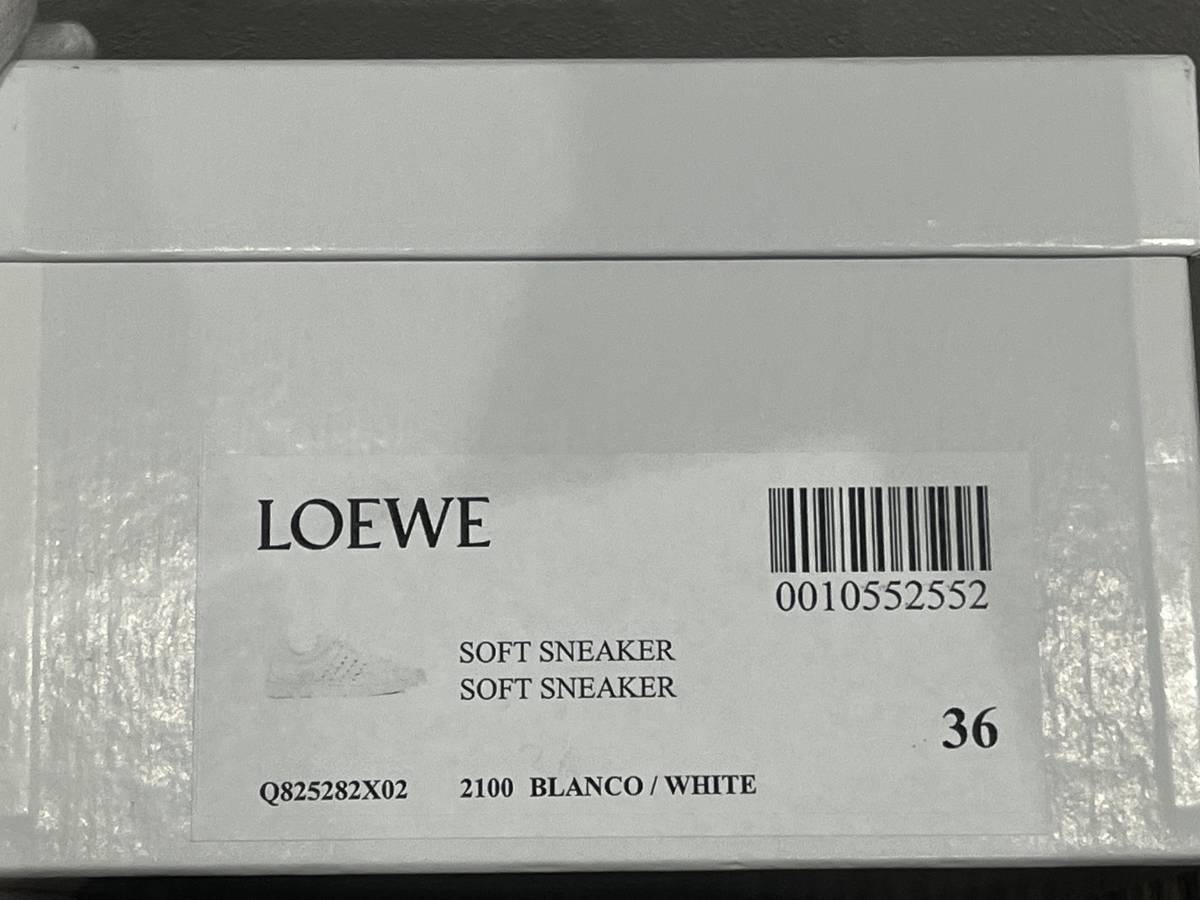 LOEWE
0010552552
SOFT SNEAKER
SOFT SNEAKER
36
Q825282X02 2100 BLANCO / WHITE